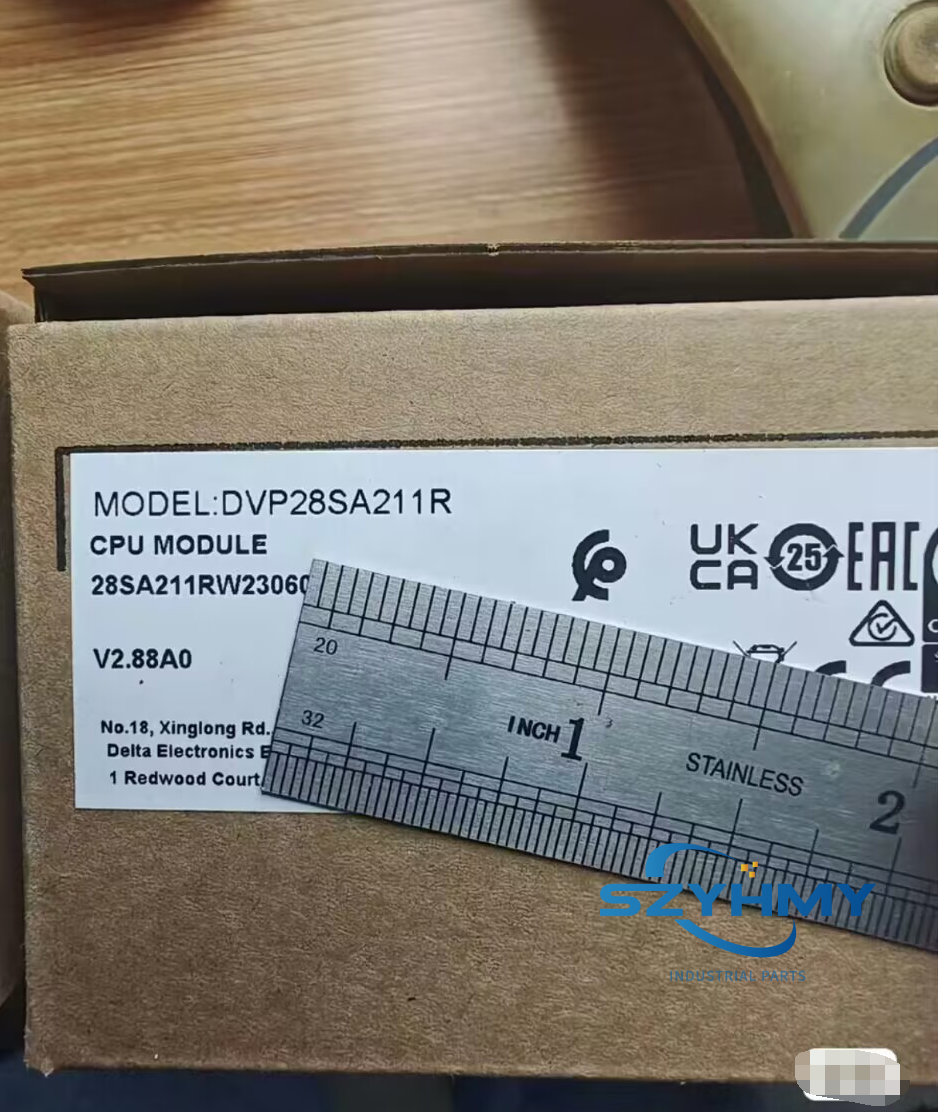 MODEL:DVP28SA211R
CPU MODULE
28SA211RW23060
V2.88A0
No.18, Xinglong Rd.
Delta Electronics
1 Redwood Court
UK
CA
25
EAC
20
32
INCH 1
STAINLESS
2
SZYHMY
INDUSTRIAL PARTS